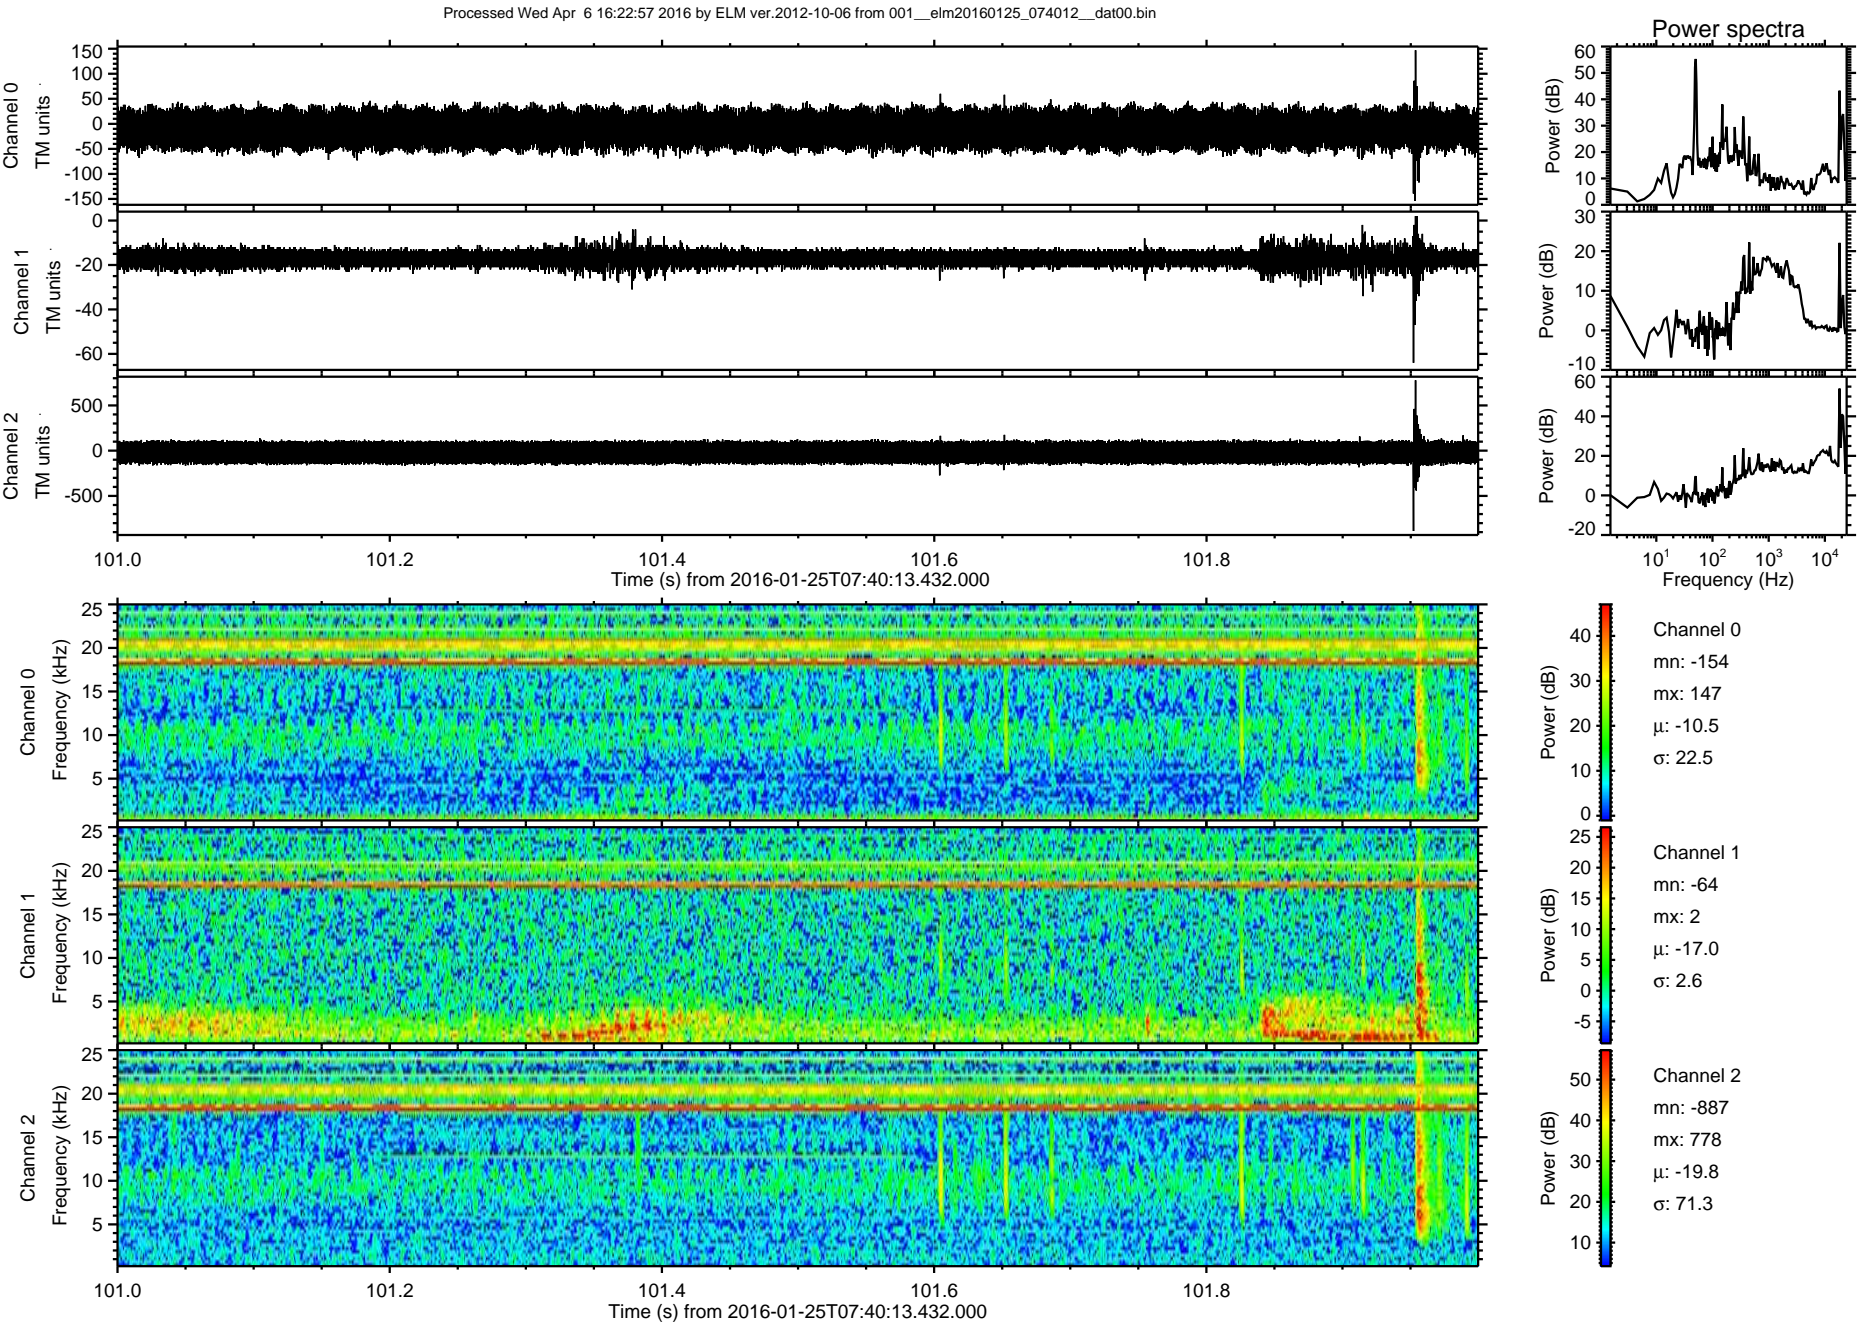 Processed Wed Apr  6 16:22:57 2016 by ELM ver.2012-10-06 from 001__elm20160125_074012__dat00.bin
Power spectra
Channel 0
TM units
150
100
50
0
-50
-100
-150
Power (dB)
60
50
40
30
20
10
0
Channel 1
TM units
0
-20
-40
-60
Power (dB)
30
20
10
0
-10
Channel 2
TM units
500
0
-500
Power (dB)
60
40
20
0
-20
101.0
101.2
101.4
101.6
101.8
Time (s) from 2016-01-25T07:40:13.432.000
10^1
10^2
10^3
10^4
Frequency (Hz)
Channel 0
Frequency (kHz)
25
20
15
10
5
Power (dB)
40
30
20
10
0
Channel 0
mn: -154
mx: 147
μ: -10.5
σ: 22.5
Channel 1
Frequency (kHz)
25
20
15
10
5
Power (dB)
25
20
15
10
5
0
-5
Channel 1
mn: -64
mx: 2
μ: -17.0
σ: 2.6
Channel 2
Frequency (kHz)
25
20
15
10
5
Power (dB)
50
40
30
20
10
Channel 2
mn: -887
mx: 778
μ: -19.8
σ: 71.3
101.0
101.2
101.4
101.6
101.8
Time (s) from 2016-01-25T07:40:13.432.000